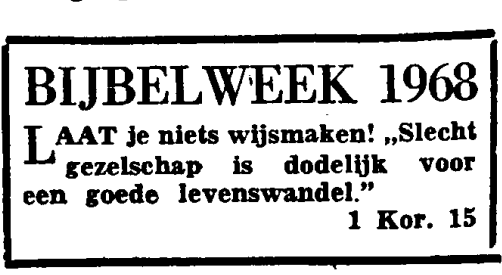 BIJBELWEEK 1968
LAAT je niets wijsmaken! „Slecht
gezelschap is dodelijk voor
een goede levenswandel.”
1 Kor. 15